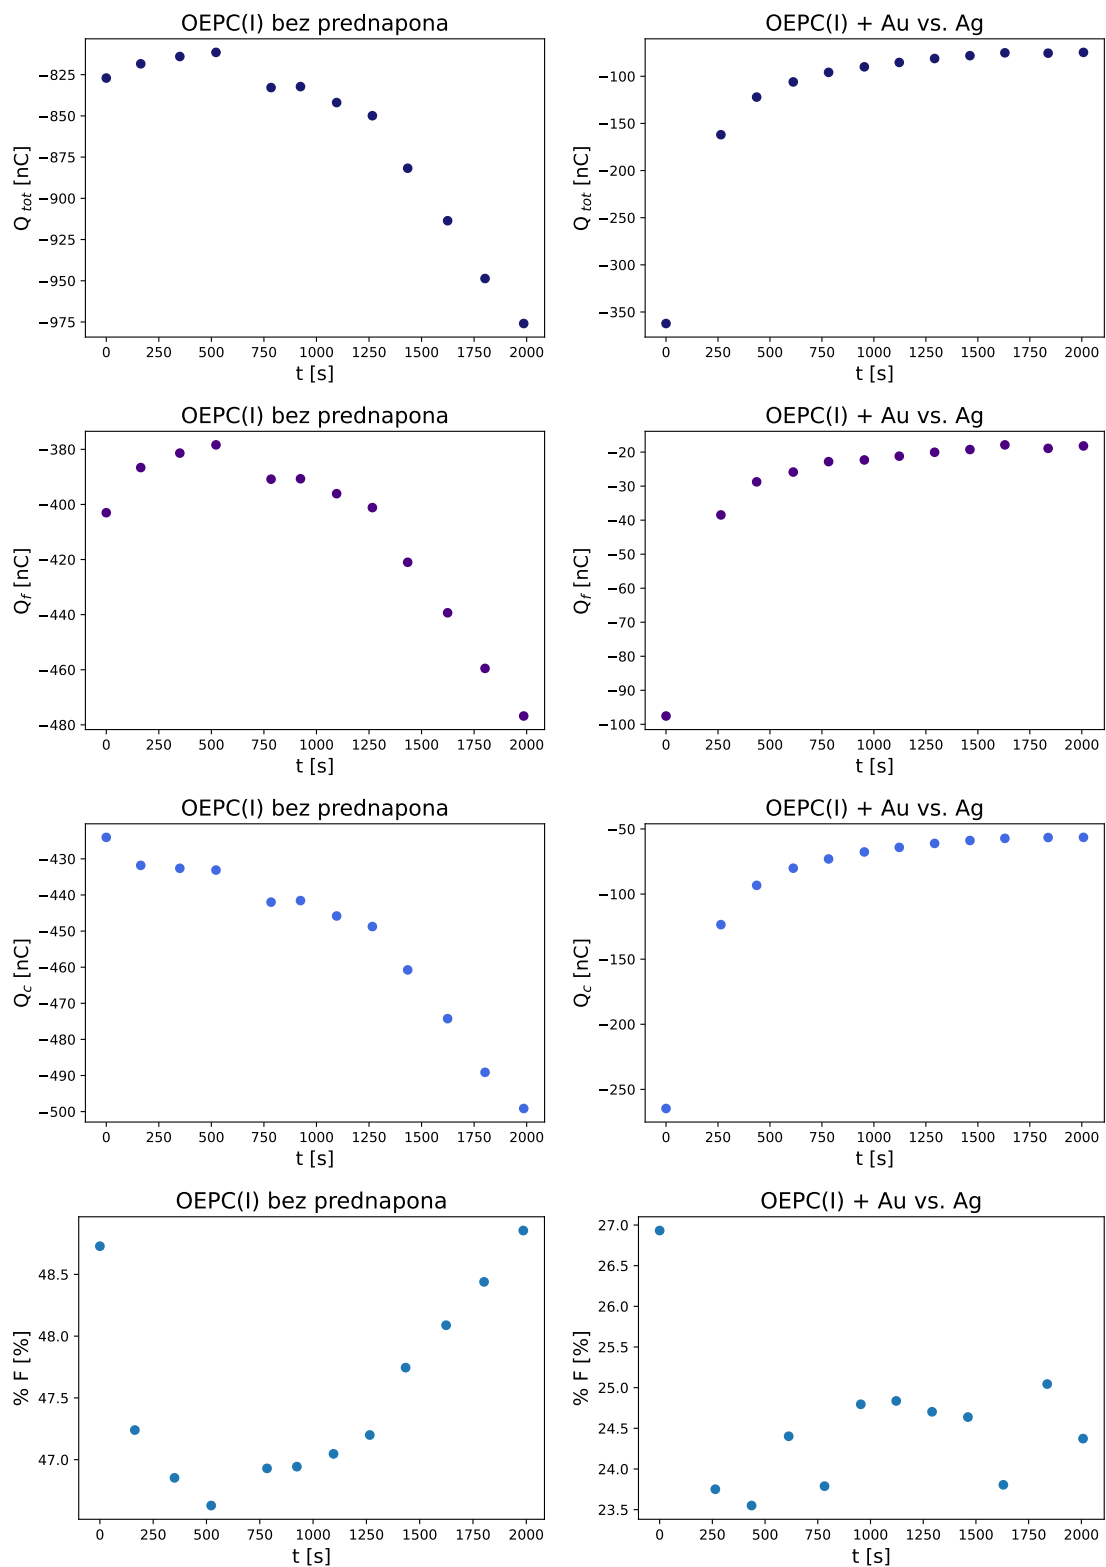 OEPC(I) bez prednapona
Q tot [nC]
−825
−850
−875
−900
−925
−950
−975
0 250 500 750 1000 1250 1500 1750 2000
t [s]
OEPC(I) + Au vs. Ag
Q tot [nC]
−100
−150
−200
−250
−300
−350
0 250 500 750 1000 1250 1500 1750 2000
t [s]
OEPC(I) bez prednapona
Qf [nC]
−380
−400
−420
−440
−460
−480
0 250 500 750 1000 1250 1500 1750 2000
t [s]
OEPC(I) + Au vs. Ag
Qf [nC]
−20
−30
−40
−50
−60
−70
−80
−90
−100
0 250 500 750 1000 1250 1500 1750 2000
t [s]
OEPC(I) bez prednapona
Qc [nC]
−430
−440
−450
−460
−470
−480
−490
−500
0 250 500 750 1000 1250 1500 1750 2000
t [s]
OEPC(I) + Au vs. Ag
Qc [nC]
−50
−100
−150
−200
−250
0 250 500 750 1000 1250 1500 1750 2000
t [s]
OEPC(I) bez prednapona
% F [%]
48.5
48.0
47.5
47.0
0 250 500 750 1000 1250 1500 1750 2000
t [s]
OEPC(I) + Au vs. Ag
% F [%]
27.0
26.5
26.0
25.5
25.0
24.5
24.0
23.5
0 250 500 750 1000 1250 1500 1750 2000
t [s]